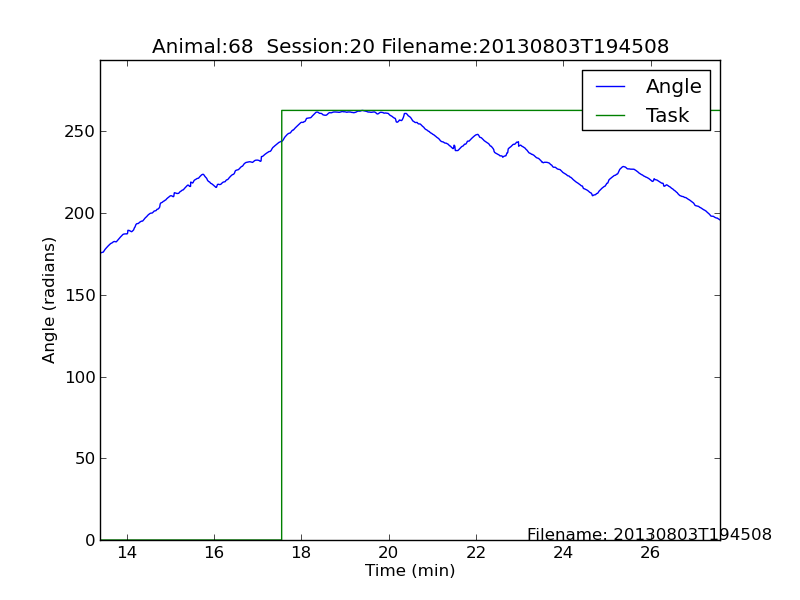 Animal:68  Session:20 Filename:20130803T194508
Angle
Task
250
200
150
100
50
0
Angle (radians)
Filename: 20130803T194508
14 16 18 20 22 24 26
Time (min)